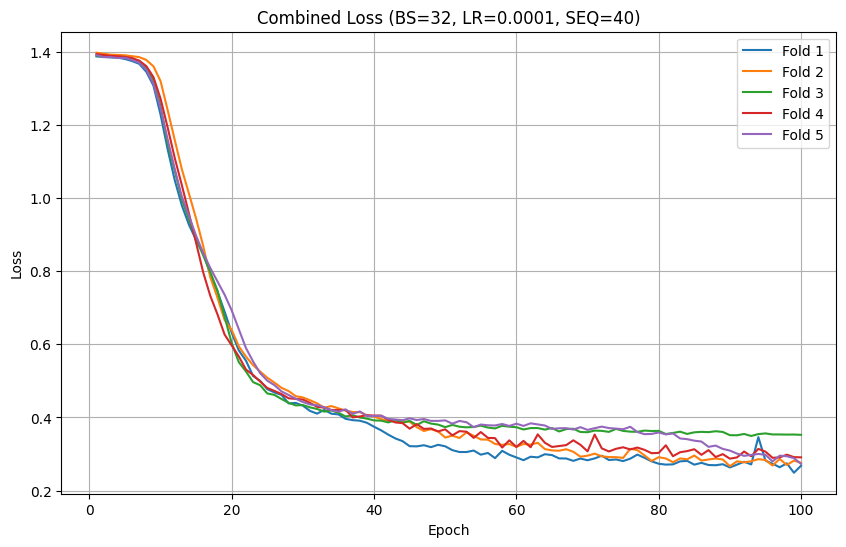 Combined Loss (BS=32, LR=0.0001, SEQ=40)
Fold 1
Fold 2
Fold 3
Fold 4
Fold 5
Loss
1.4
1.2
1.0
0.8
0.6
0.4
0.2
0 20 40 60 80 100
Epoch